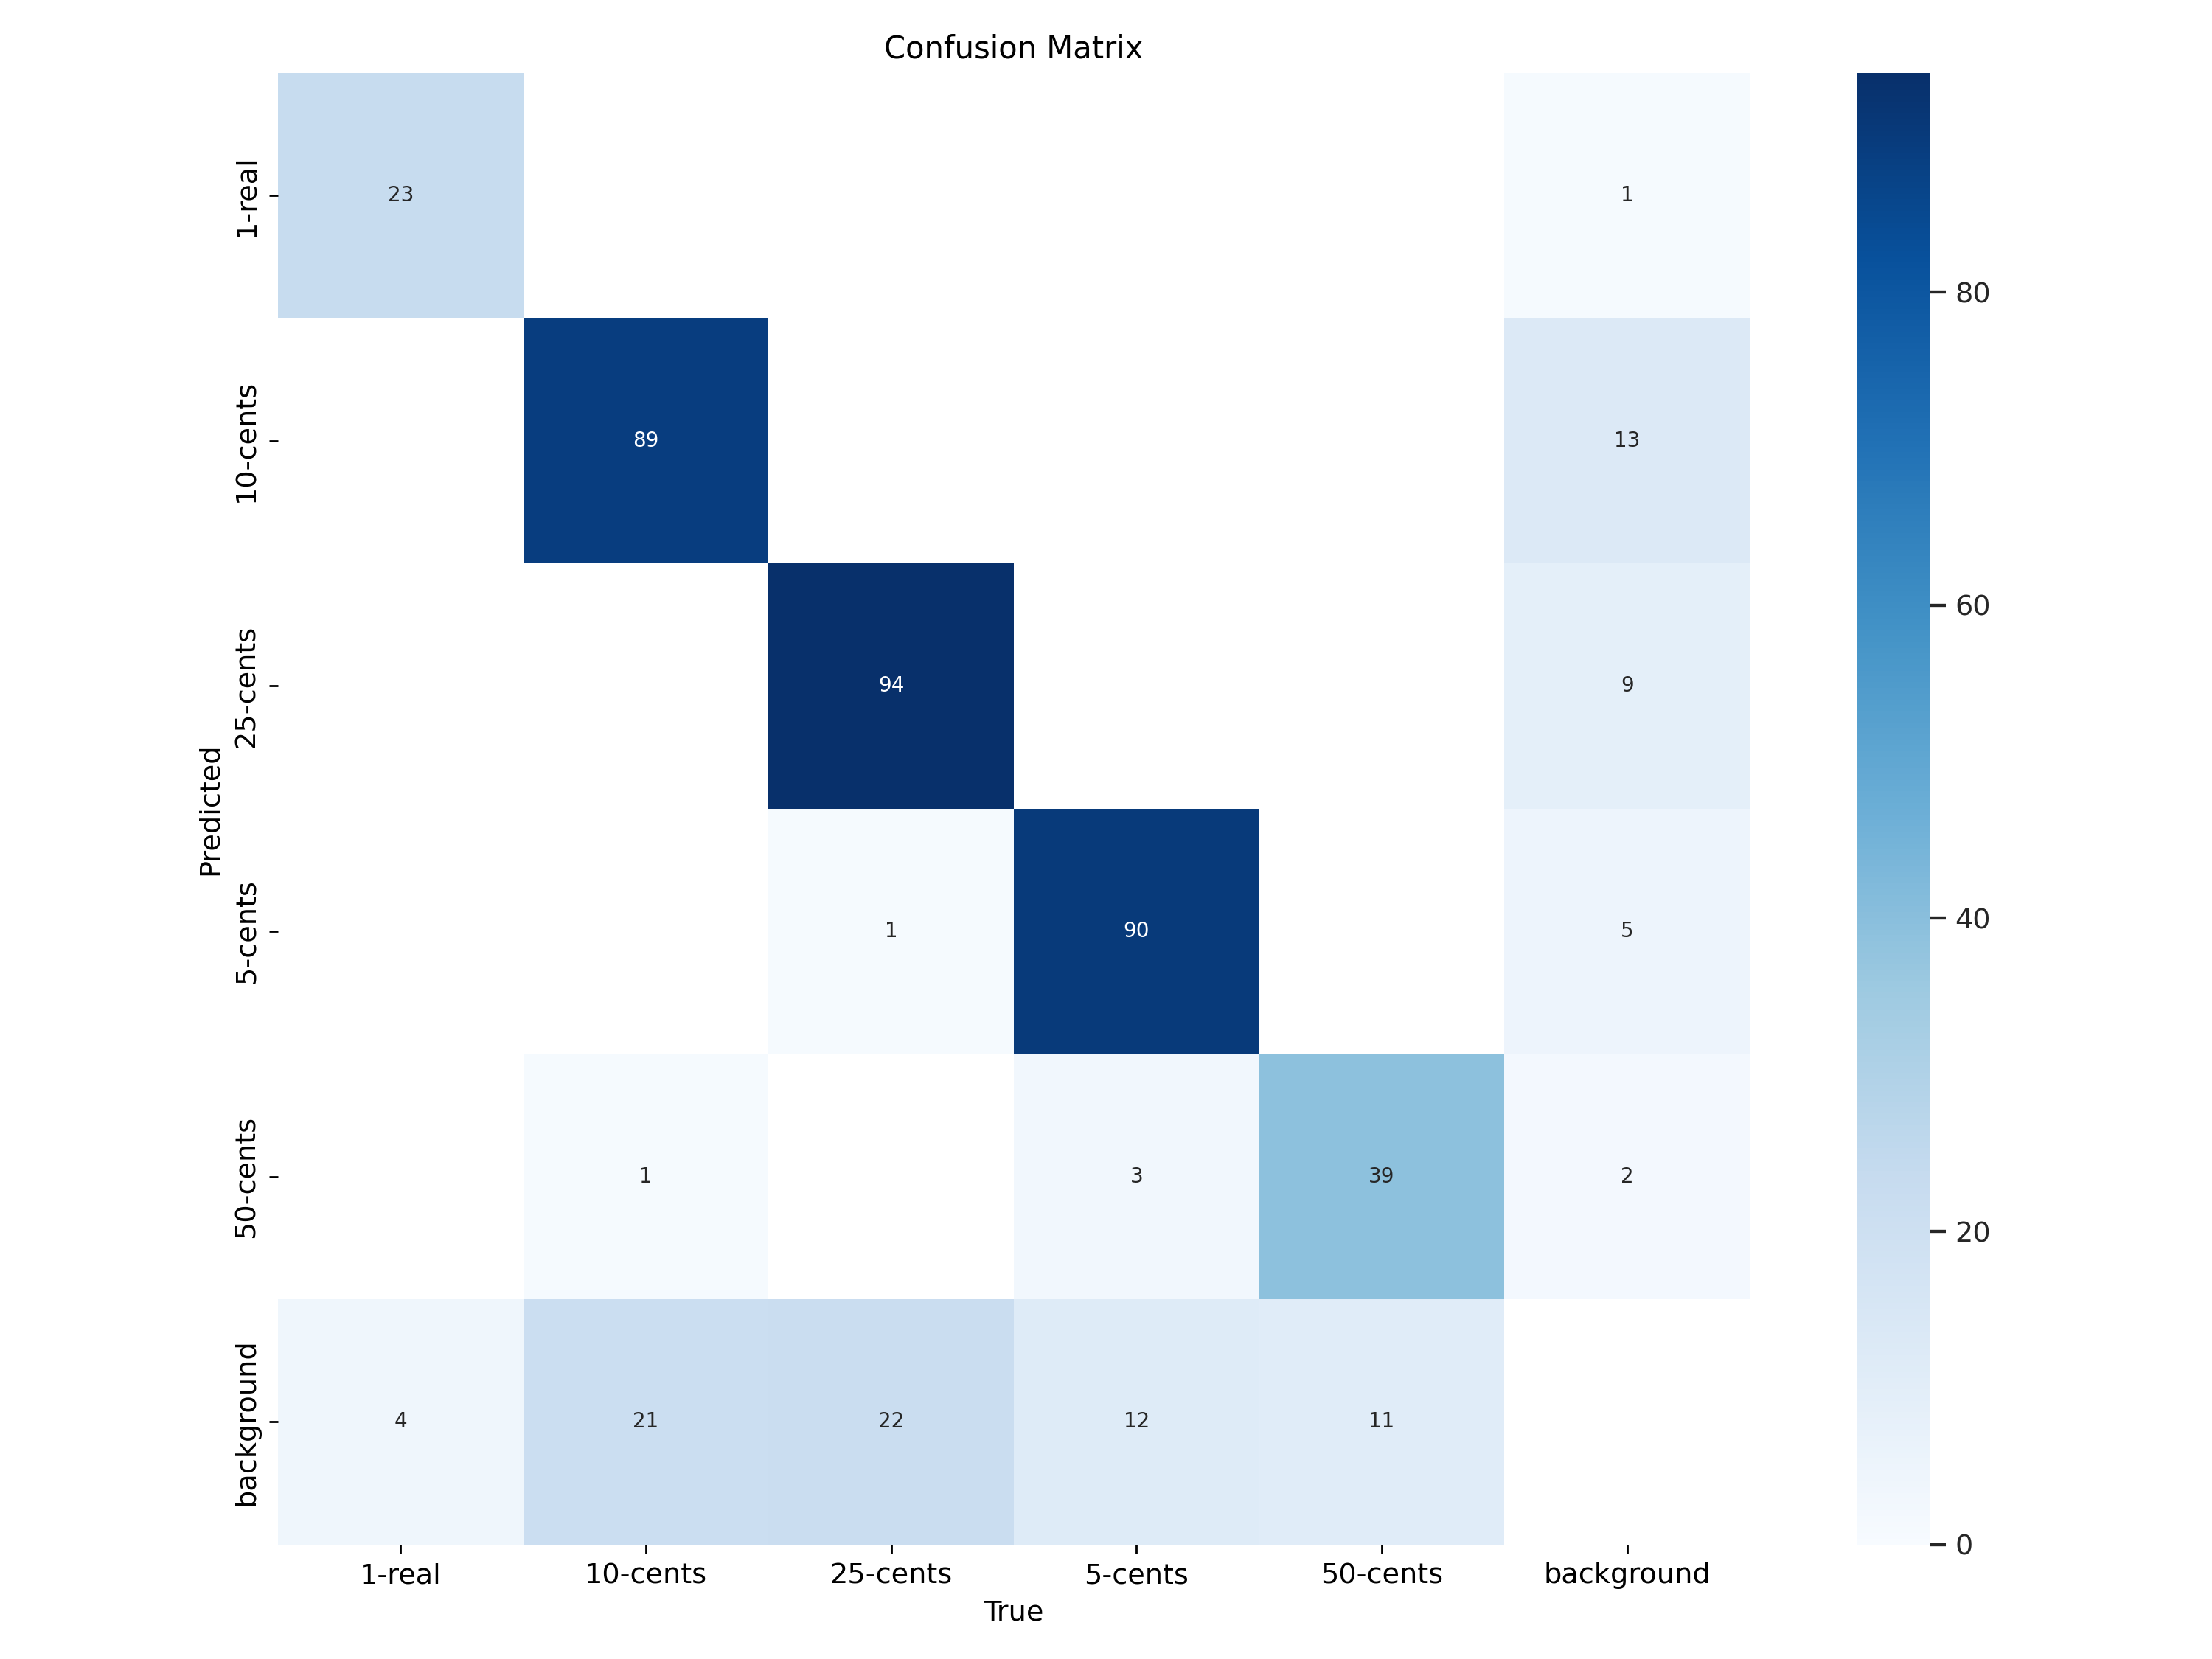 Confusion Matrix
1-real
23
1
10-cents
89
13
25-cents
94
9
5-cents
1
90
5
50-cents
1
3
39
2
background
4
21
22
12
11
1-real
10-cents
25-cents
5-cents
50-cents
background
True
Predicted
80
60
40
20
0